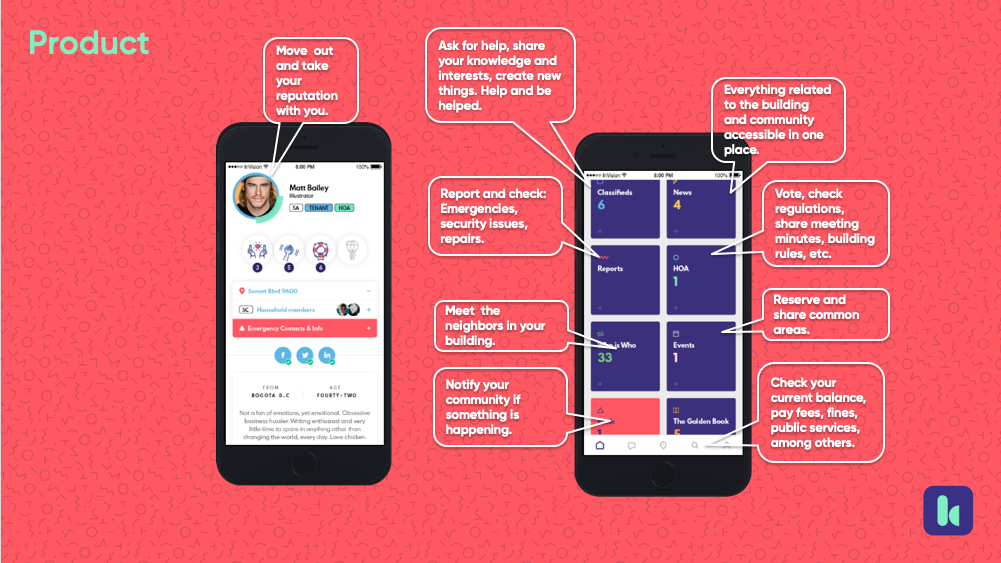 Product
Move out
and take
your
reputation
with you.
Ask for help, share
your knowledge and
interests, create new
things. Help and be
helped.
Everything related
to the building
and community
accessible in one
place.
InVision
8:00 PM
100%
Matt Bailey
Illustrator
5A
TENANT
HOA
3
5
6
Sunset Blvd 9600
5C
Household members
Emergency Contacts & Info
FROM
BOGOTA D.C
AGE
FOURTY-TWO
Not a fan of emotions, yet emotional. Obsessive
business hustler. Writing enthusiast and very
little time to spare in anything other than
changing the world, every day. Love chicken.
InVision
8:00 PM
100%
Classifieds
6
News
4
Reports
HOA
1
Who is Who
33
Events
1
1
The Golden Book
5
Report and check:
Emergencies,
security issues,
repairs.
Vote, check
regulations,
share meeting
minutes, building
rules, etc.
Meet the
neighbors in your
building.
Reserve and
share common
areas.
Notify your
community if
something is
happening.
Check your
current balance,
pay fees, fines,
public services,
among others.